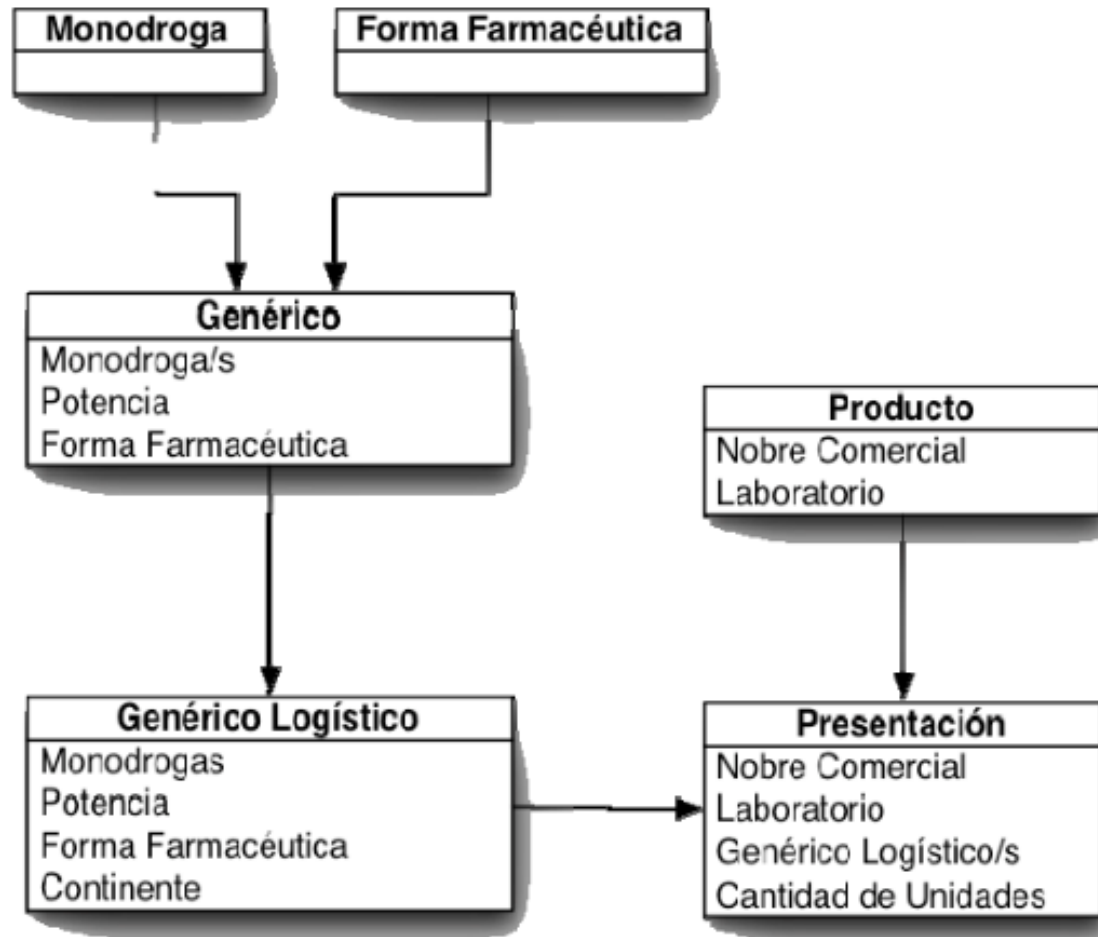 Monodroga
Forma Farmacéutica
Genérico
Monodroga/s
Potencia
Forma Farmacéutica
Producto
Nobre Comercial
Laboratorio
Genérico Logístico
Monodrogas
Potencia
Forma Farmacéutica
Continente
Presentación
Nobre Comercial
Laboratorio
Genérico Logístico/s
Cantidad de Unidades